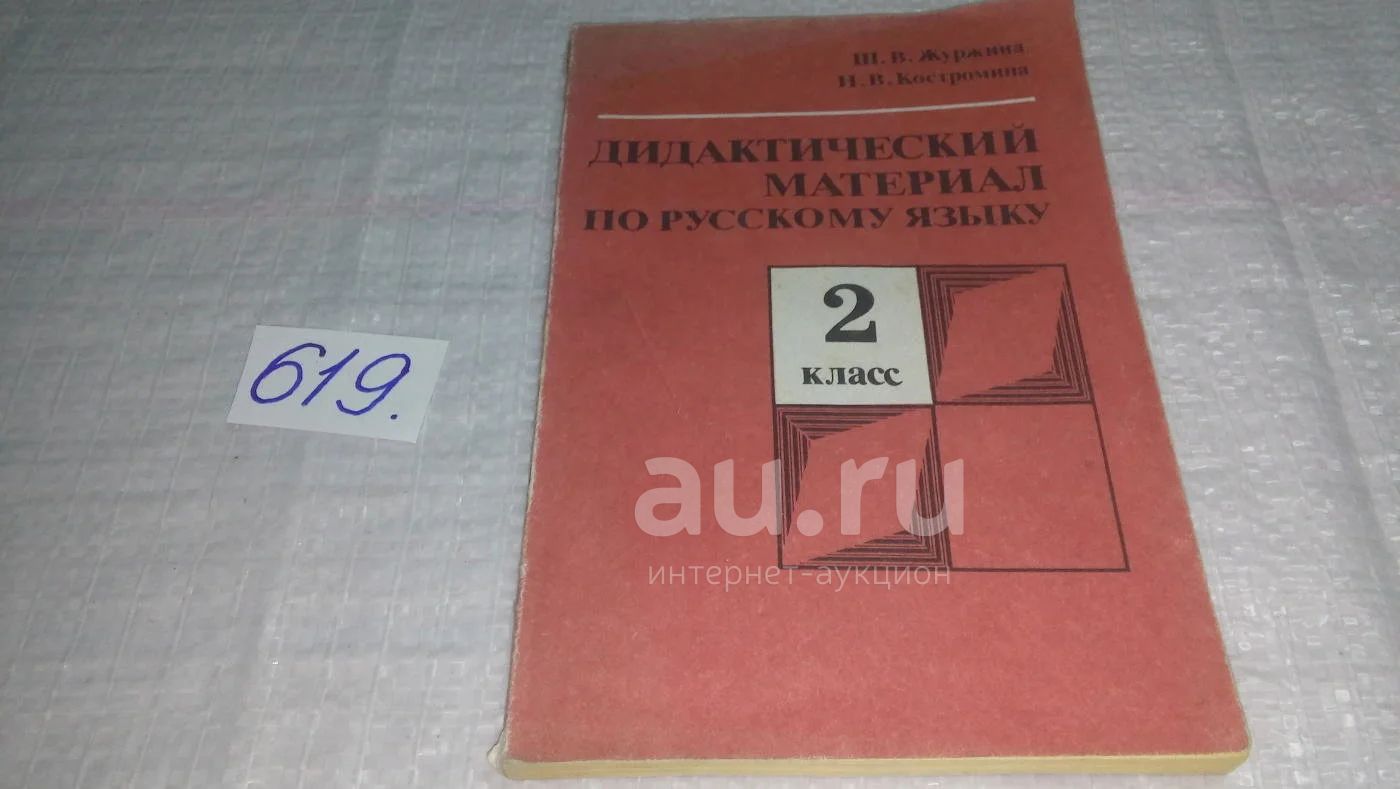 Ш. В. Журжина
Н. В. Костромина
ДИДАКТИЧЕСКИЙ
МАТЕРИАЛ
ПО РУССКОМУ ЯЗЫКУ
2
класс
619.
au.ru
интернет-аукцион